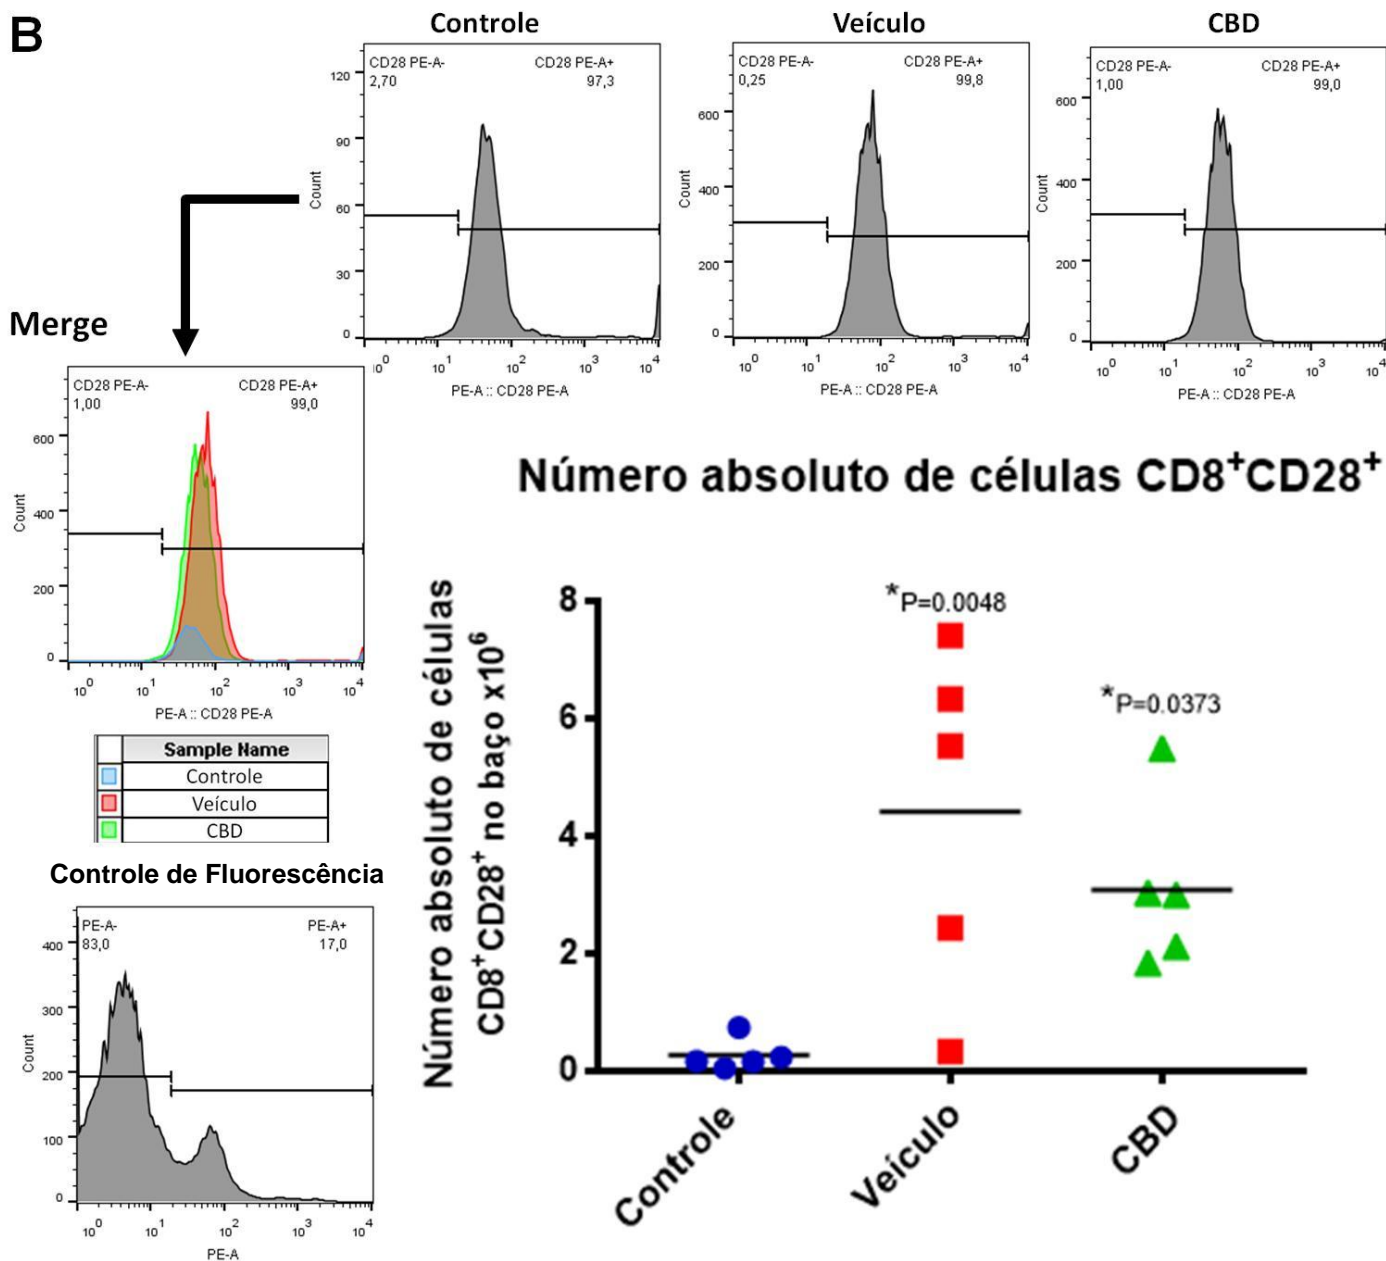 B
Controle
CD28 PE-A-
2,70
CD28 PE-A+
97,3
120
90
60
30
0
Count
10^0 10^1 10^2 10^3 10^4
PE-A :: CD28 PE-A
Veículo
CD28 PE-A-
0,25
CD28 PE-A+
99,8
600
400
200
0
Count
10^0 10^1 10^2 10^3 10^4
PE-A :: CD28 PE-A
CBD
CD28 PE-A-
1,00
CD28 PE-A+
99,0
600
400
200
0
Count
10^0 10^1 10^2 10^3 10^4
PE-A :: CD28 PE-A
Merge
CD28 PE-A-
1,00
CD28 PE-A+
99,0
600
400
200
0
Count
10^0 10^1 10^2 10^3 10^4
PE-A :: CD28 PE-A
Sample Name
Controle
Veículo
CBD
Controle de Fluorescência
PE-A-
83,0
PE-A+
17,0
400
300
200
100
0
Count
10^0 10^1 10^2 10^3 10^4
PE-A
Número absoluto de células CD8⁺CD28⁺
Número absoluto de células
CD8⁺CD28⁺ no baço x10⁶
8
6
4
2
0
*P=0.0048
*P=0.0373
Controle
Veículo
CBD